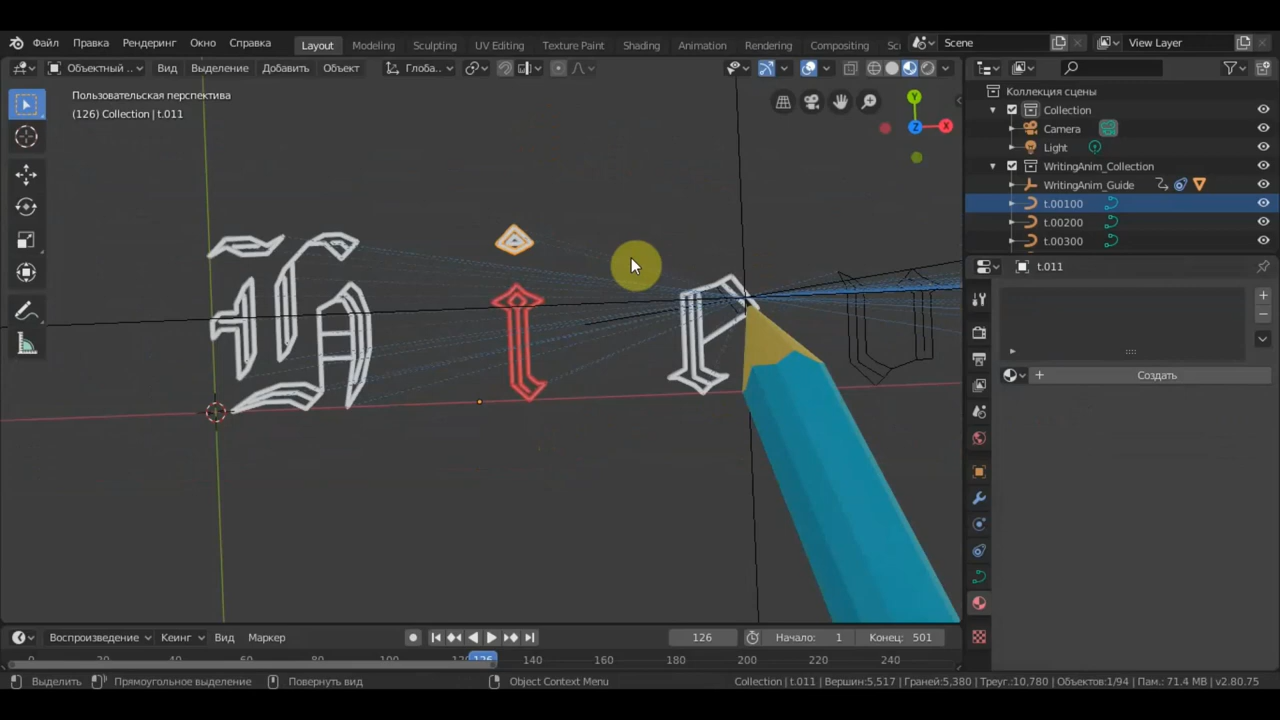 Файл Правка Рендеринг Окно Справка Layout Modeling Sculpting UV Editing Texture Paint Shading Animation Rendering Compositing Scene View Layer
Объектный .. Вид Выделение Добавить Объект Глоба..
Пользовательская перспектива
(126) Collection | t.011
Y
X
Z
Коллекция сцены
Collection
Camera
Light
WritingAnim_Collection
WritingAnim_Guide
t.00100
t.00200
t.00300
t.011
Создать
Воспроизведение Кеинг Вид Маркер 126 Начало: 1 Конец: 501
0 20 40 60 80 100 126 140 160 180 200 220 240
Выделить Прямоугольное выделение Повернуть вид Object Context Menu Collection | t.011 | Вершин:5,517 | Граней:5,380 | Треуг.:10,780 | Объекты:1/94 | Пам.: 71.4 MB | v2.80.75